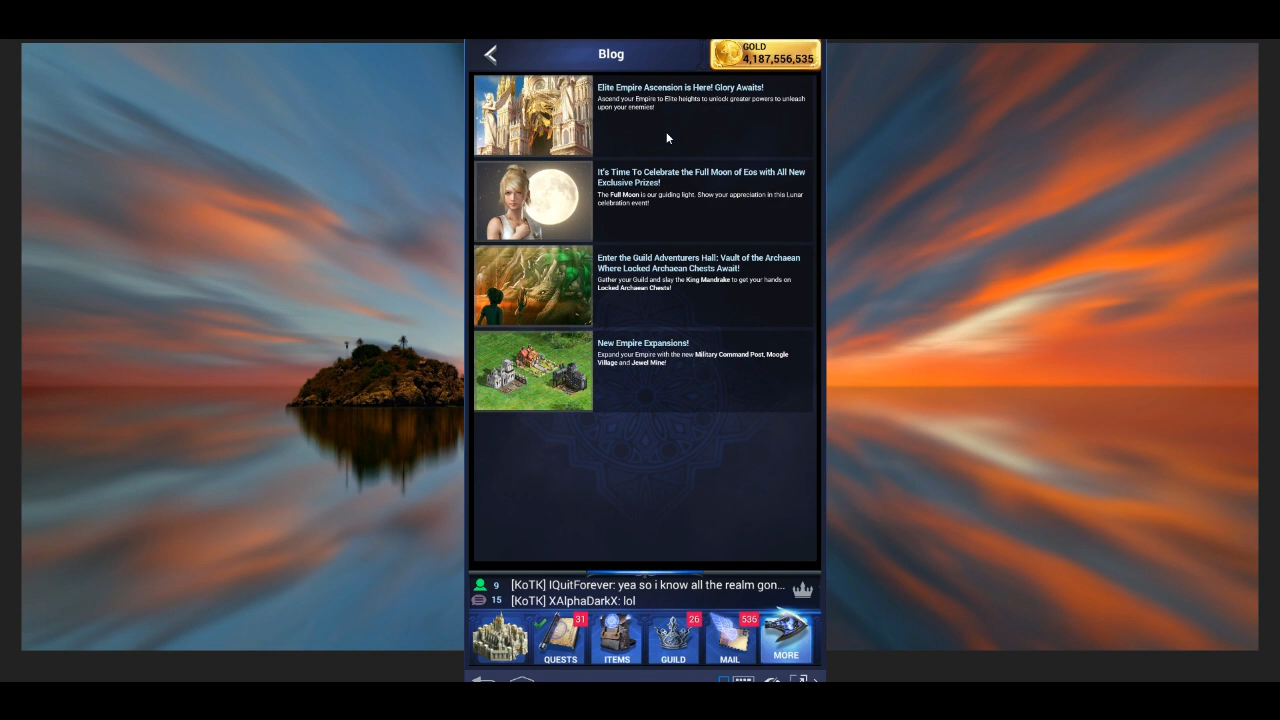 Blog
GOLD
4,187,556,535
Elite Empire Ascension is Here! Glory Awaits!
Ascend your Empire to Elite heights to unlock greater powers to unleash
upon your enemies!
It's Time To Celebrate the Full Moon of Eos with All New
Exclusive Prizes!
The Full Moon is our guiding light. Show your appreciation in this Lunar
celebration event!
Enter the Guild Adventurers Hall: Vault of the Archaean
Where Locked Archaean Chests Await!
Gather your Guild and slay the King Mandrake to get your hands on
Locked Archaean Chests!
New Empire Expansions!
Expand your Empire with the new Military Command Post, Moogle
Village and Jewel Mine!
9 [KoTK] IQuitForever: yea so i know all the realm gon...
15 [KoTK] XAlphaDarkX: lol
31 26 536
QUESTS ITEMS GUILD MAIL MORE